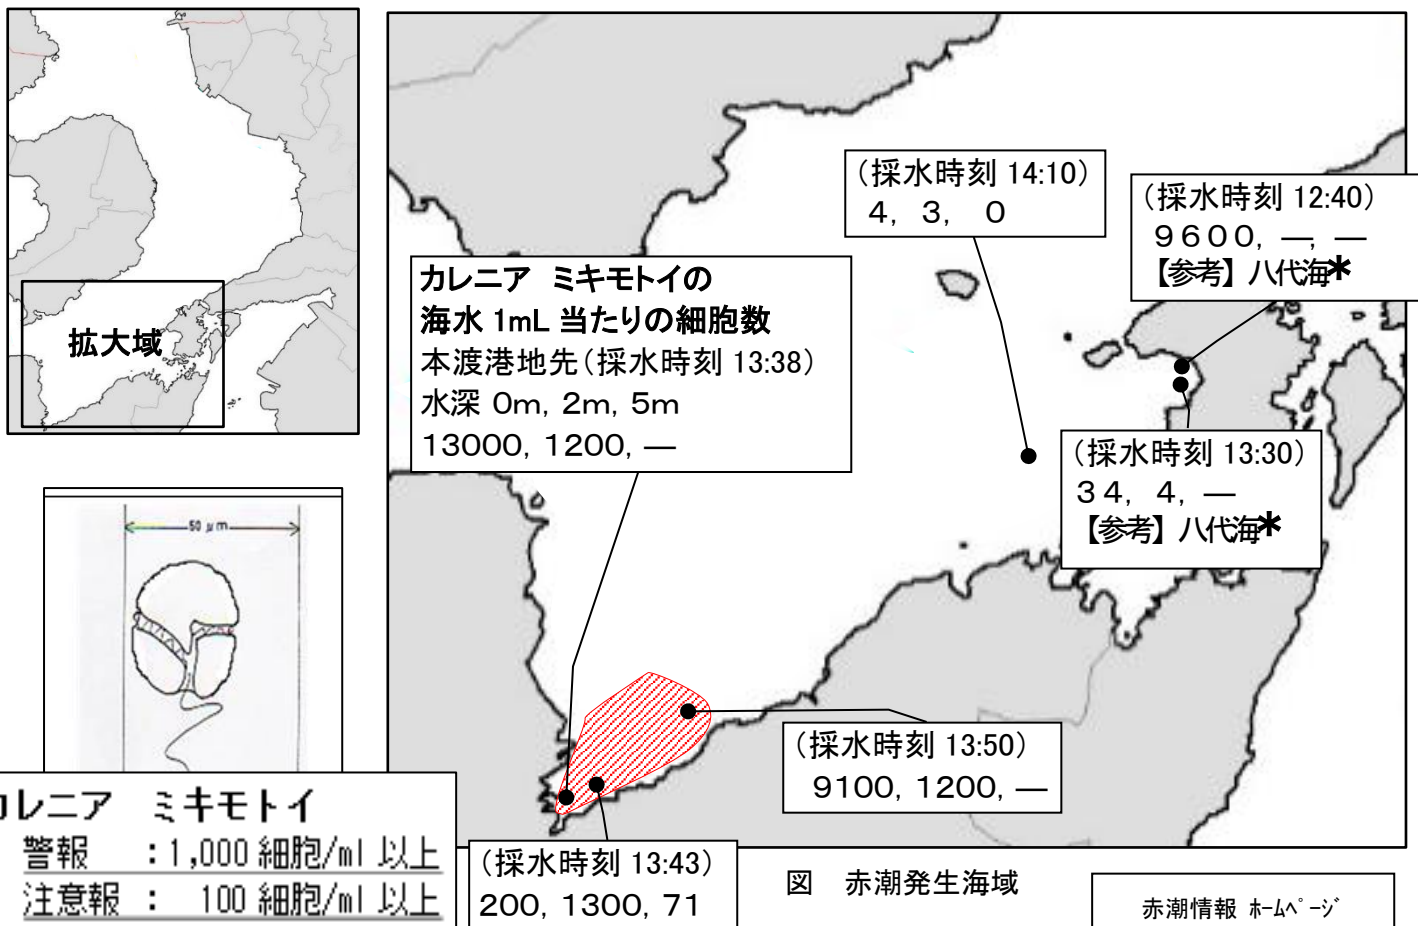 拡大域
カレニア ミキモトイの
海水 1mL 当たりの細胞数
本渡港地先(採水時刻 13:38)
水深 0m, 2m, 5m
13000, 1200, ―
(採水時刻 14:10)
4, 3, 0
(採水時刻 12:40)
9600, ―, ―
【参考】八代海*
(採水時刻 13:30)
34, 4, ―
【参考】八代海*
50 μm
(採水時刻 13:50)
9100, 1200, ―
カレニア ミキモトイ
警報 :1,000 細胞/ml 以上
注意報 : 100 細胞/ml 以上
(採水時刻 13:43)
200, 1300, 71
図 赤潮発生海域
赤潮情報 ホームページ